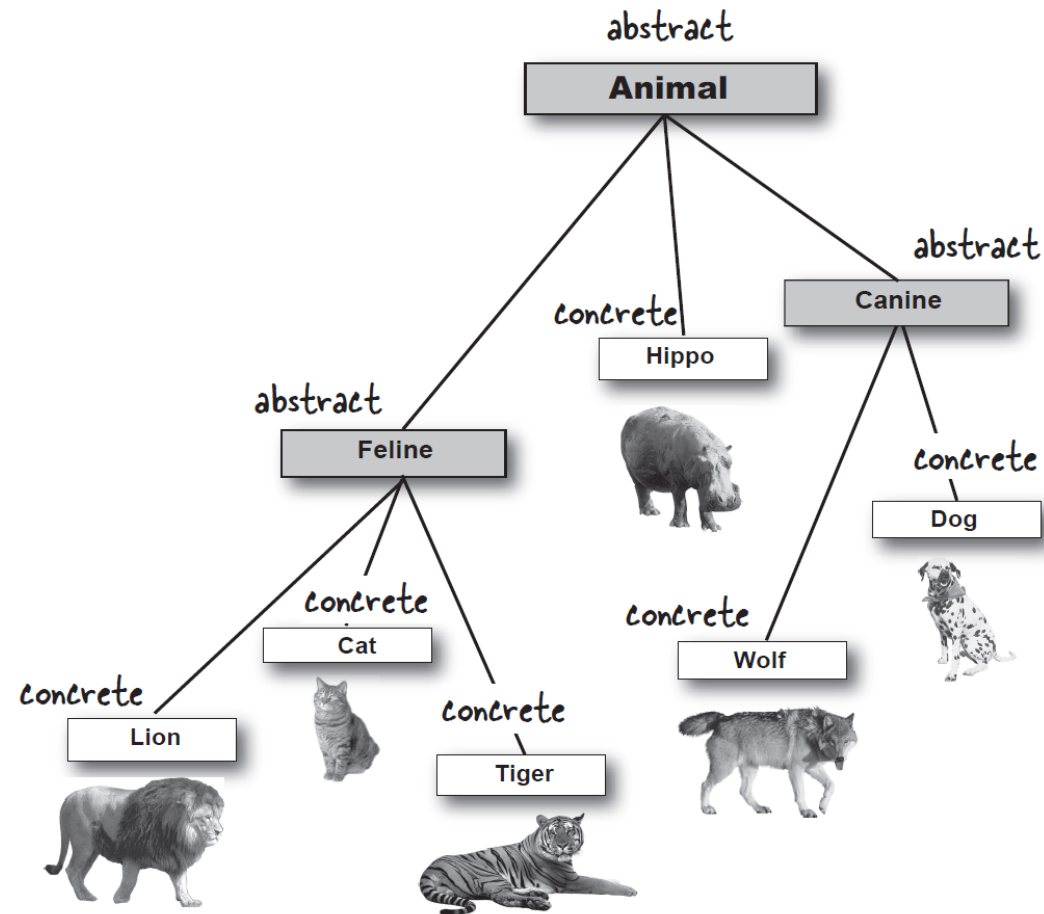 abstract
Animal
abstract
Canine
concrete
Hippo
abstract
Feline
concrete
Dog
concrete
Cat
concrete
Wolf
concrete
Lion
concrete
Tiger